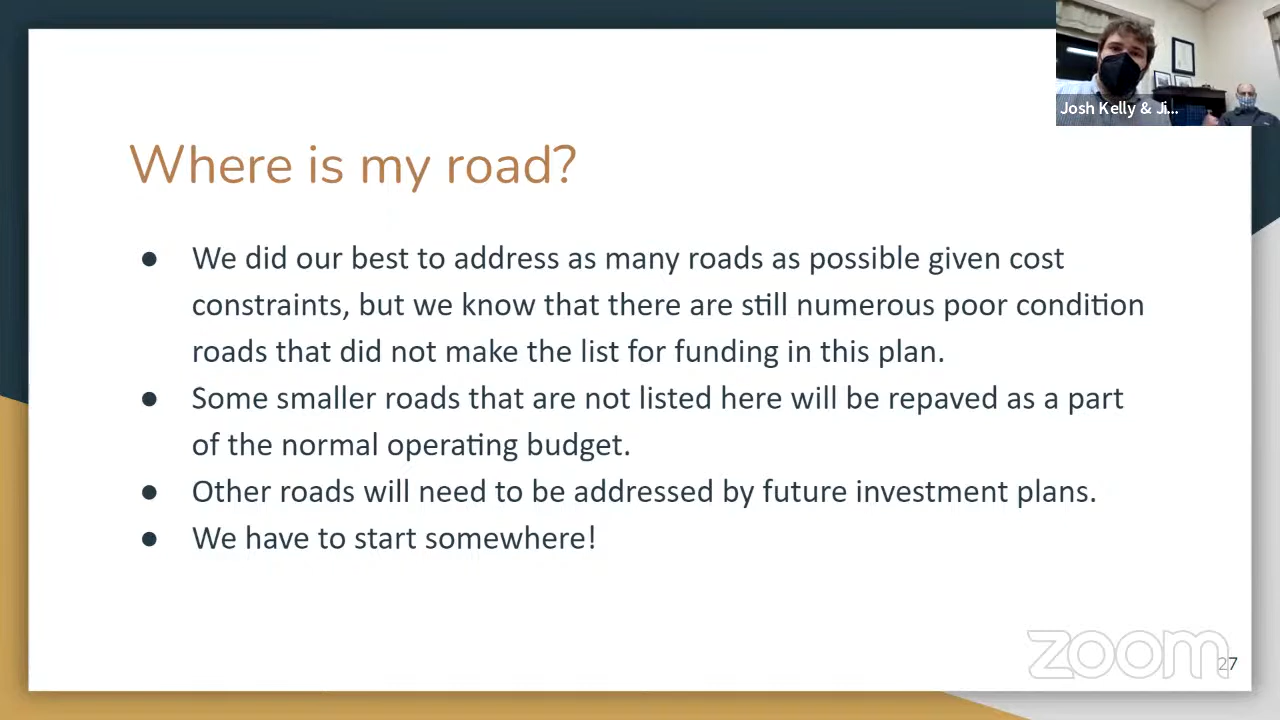 Josh Kelly & Ji...
Where is my road?
● We did our best to address as many roads as possible given cost
constraints, but we know that there are still numerous poor condition
roads that did not make the list for funding in this plan.
● Some smaller roads that are not listed here will be repaved as a part
of the normal operating budget.
● Other roads will need to be addressed by future investment plans.
● We have to start somewhere!
zoom
27